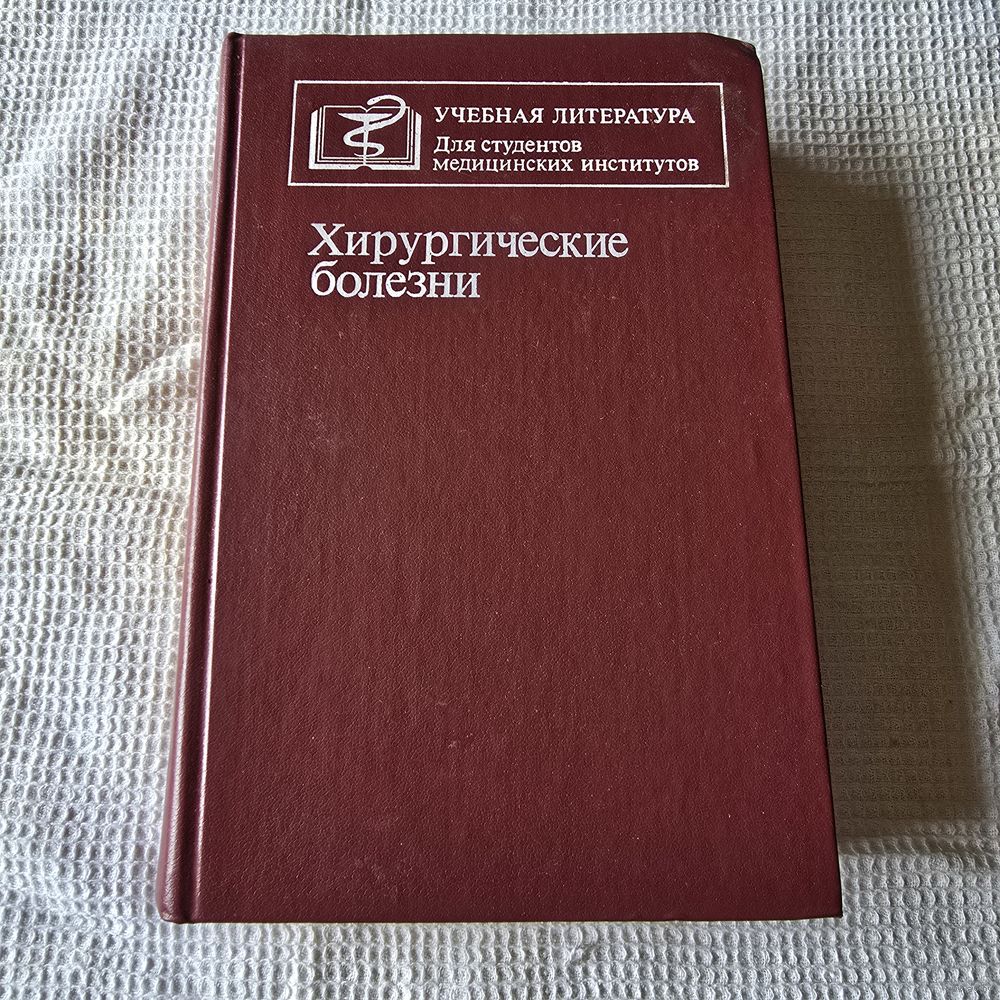 УЧЕБНАЯ ЛИТЕРАТУРА
Для студентов
медицинских институтов
Хирургические
болезни